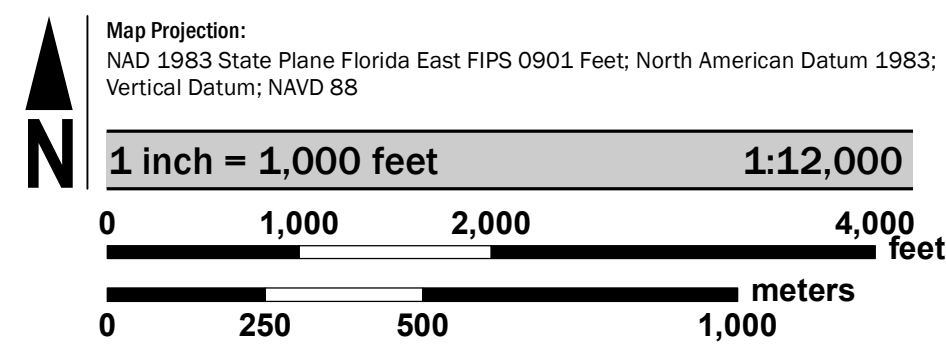 Map Projection:
NAD 1983 State Plane Florida East FIPS 0901 Feet; North American Datum 1983;
Vertical Datum; NAVD 88
N
1 inch = 1,000 feet 1:12,000
0 1,000 2,000 4,000
feet
meters
0 250 500 1,000